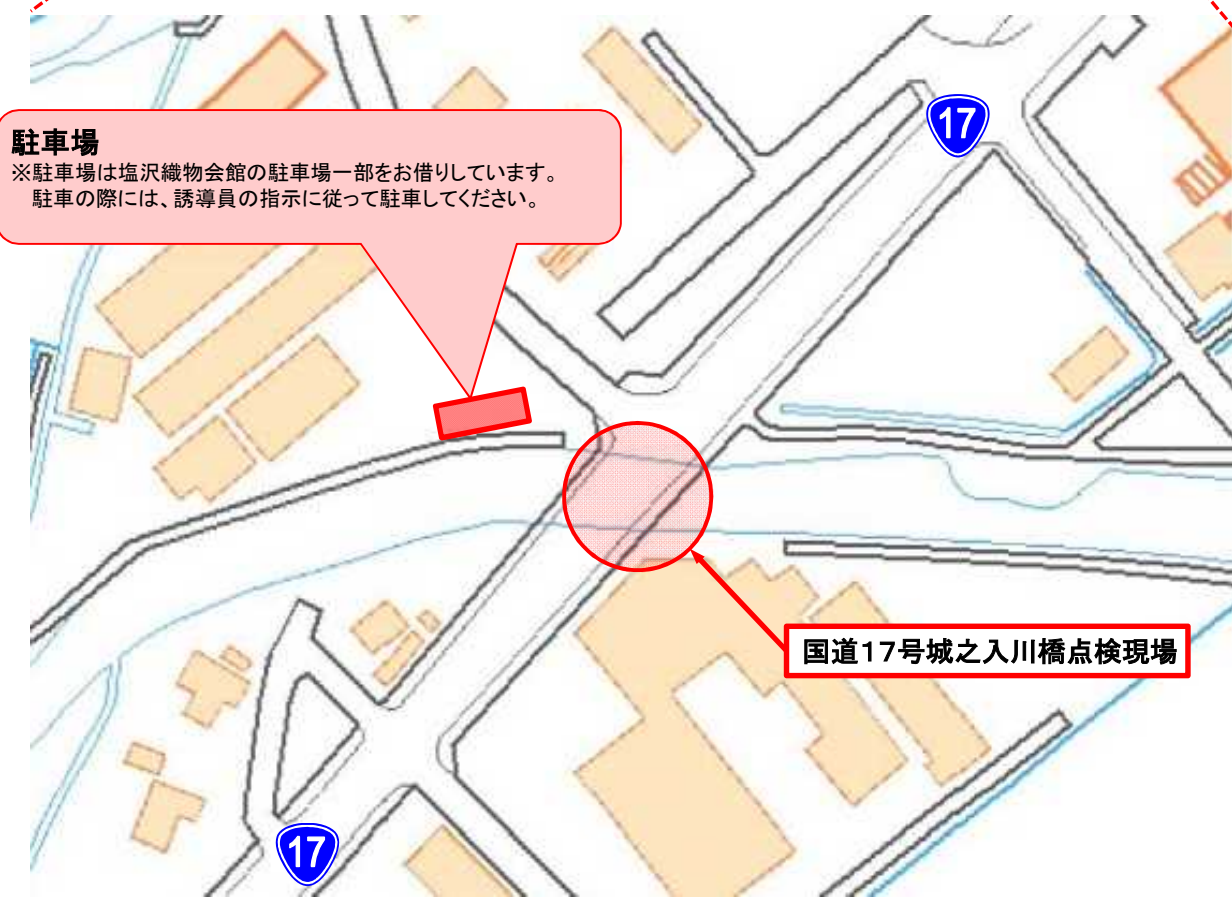 駐車場
※駐車場は塩沢織物会館の駐車場一部をお借りしています。
駐車の際には、誘導員の指示に従って駐車してください。
17
国道17号城之入川橋点検現場
17